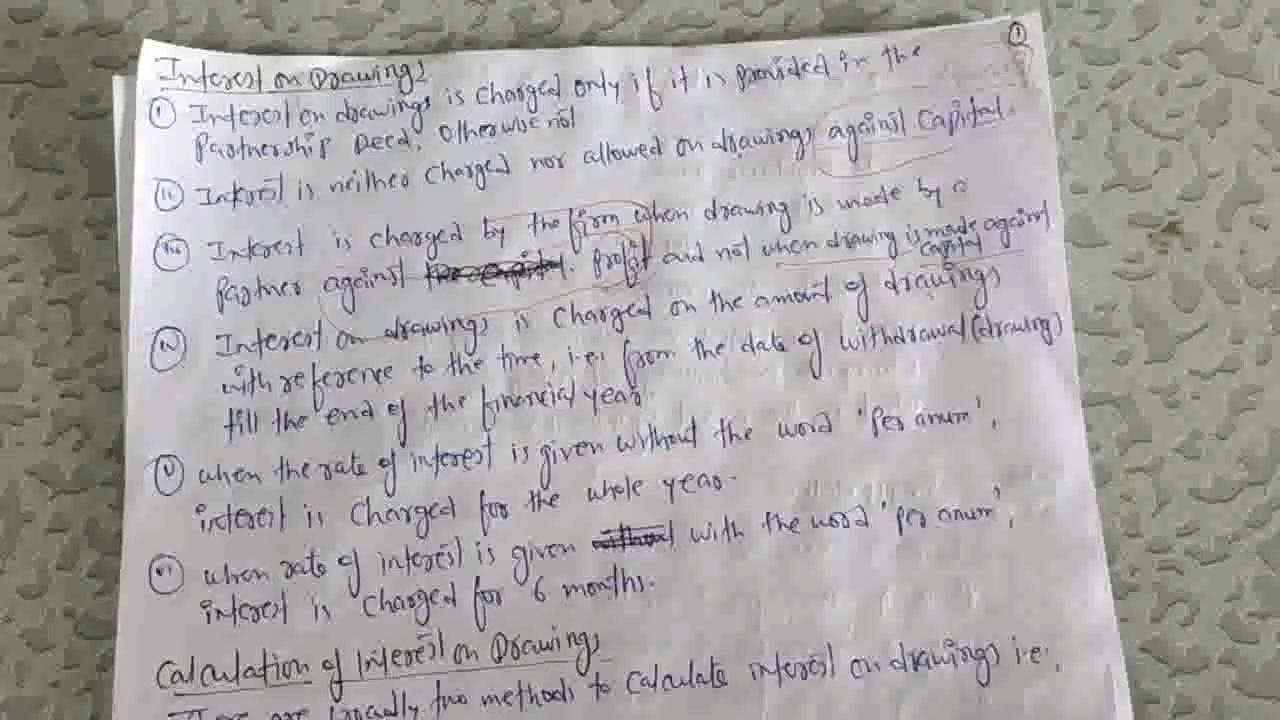 ①
Interest on Drawings
(i) Interest on drawings is charged only if it is provided in the
Partnership Deed. Otherwise not
(ii) Interest is neither charged nor allowed on drawings against Capital.
(iii) Interest is charged by the firm when drawing is made by a
Partner against profit and not when drawing is made against
capital
(iv) Interest on drawings is charged on the amount of drawings
with reference to the time, i.e. from the date of withdrawal (drawing)
till the end of the financial year.
(v) when the rate of interest is given without the word 'Per anum',
interest is charged for the whole year.
(vi) when rate of interest is given with the word 'Per anum',
interest is charged for 6 months.
Calculation of Interest on Drawings
There are two methods to calculate interest on drawings i.e.